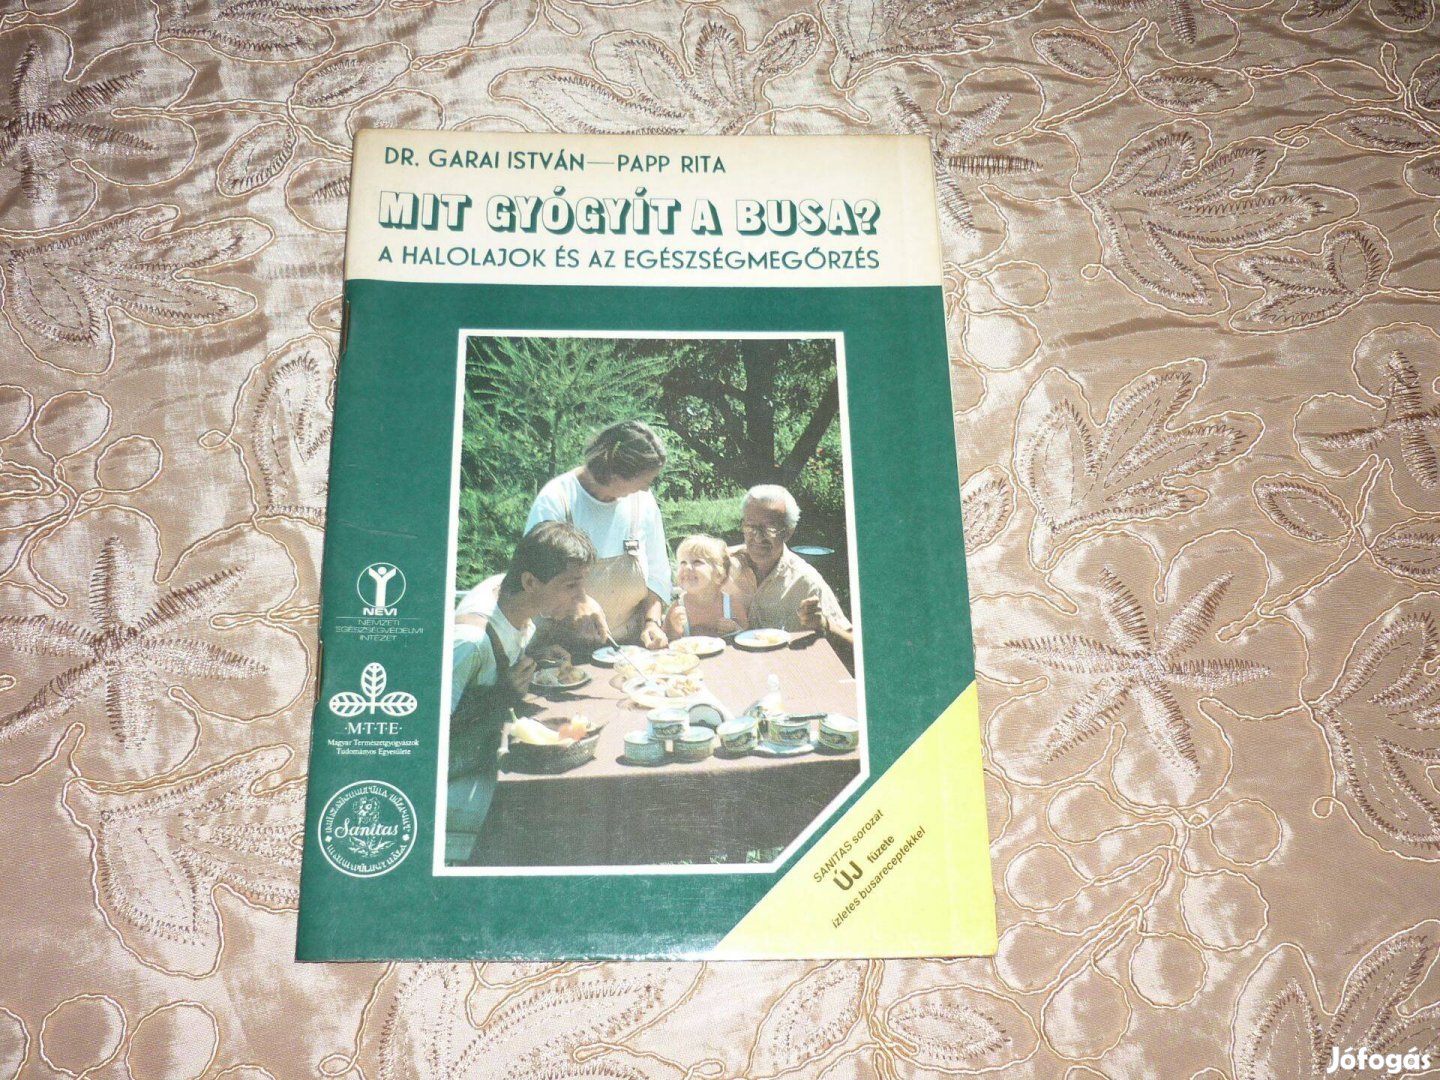 DR. GARAI ISTVÁN—PAPP RITA
MIT GYÓGYÍT A BUSA?
A HALOLAJOK ÉS AZ EGÉSZSÉGMEGŐRZÉS
NEVI
NEMZETI
EGÉSZSÉGVÉDELMI
INTÉZET
·M·T·T·E·
Magyar Természetgyógyászok
Tudományos Egyesülete
Sanitas
SANITAS sorozat
ÚJ füzete
ízletes busareceptekkel
Jófogás